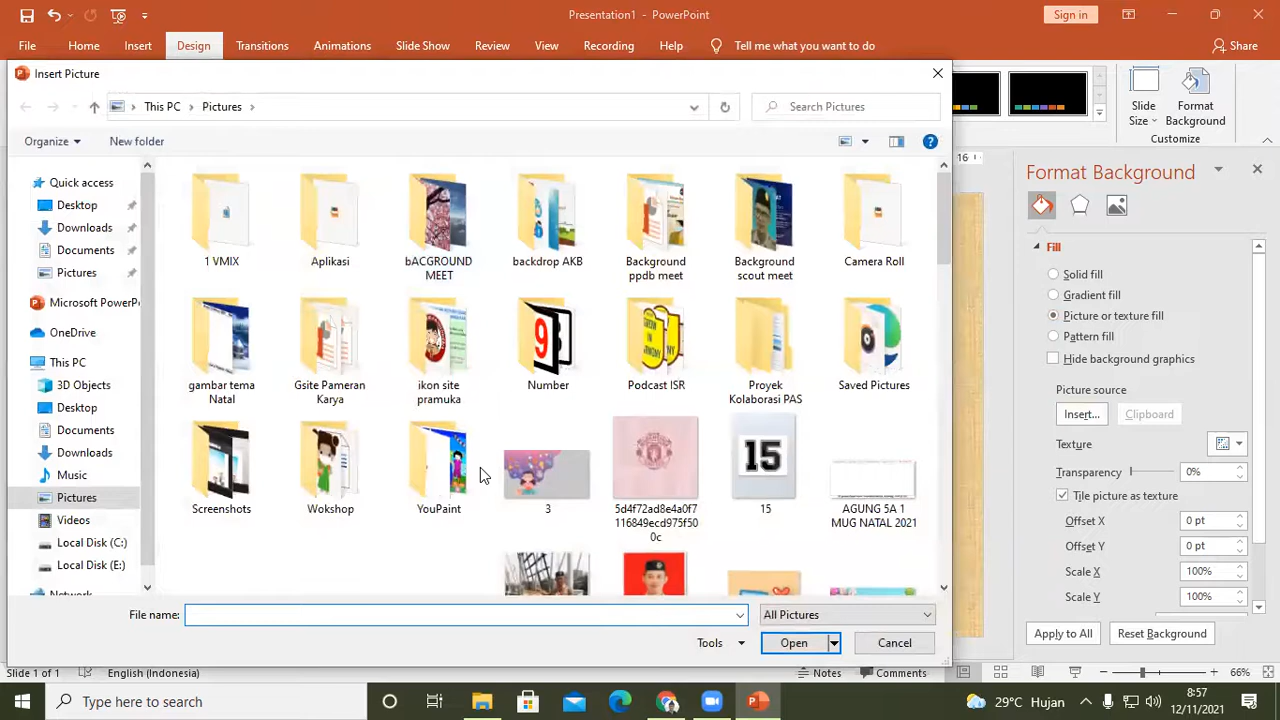 Presentation1 - PowerPoint
Sign in
File
Home
Insert
Design
Transitions
Animations
Slide Show
Review
View
Recording
Help
Tell me what you want to do
Share
Insert Picture
This PC
Pictures
Search Pictures
Organize
New folder
Slide
Size
Format
Background
Customize
16
Quick access
Desktop
Downloads
Documents
Pictures
Microsoft PowerP
OneDrive
This PC
3D Objects
Desktop
Documents
Downloads
Music
Pictures
Videos
Local Disk (C:)
Local Disk (E:)
Network
1 VMIX
Aplikasi
bACGROUND
MEET
backdrop AKB
Background
ppdb meet
Background
scout meet
Camera Roll
gambar tema
Natal
Gsite Pameran
Karya
ikon site
pramuka
Number
Podcast ISR
Proyek
Kolaborasi PAS
Saved Pictures
Screenshots
Wokshop
YouPaint
3
5d4f72ad8e4a0f7
116849ecd975f50
0c
15
15
AGUNG 5A 1
MUG NATAL 2021
File name:
All Pictures
Tools
Open
Cancel
Format Background
Fill
Solid fill
Gradient fill
Picture or texture fill
Pattern fill
Hide background graphics
Picture source
Insert...
Clipboard
Texture
Transparency
0%
Tile picture as texture
Offset X
0 pt
Offset Y
0 pt
Scale X
100%
Scale Y
100%
Apply to All
Reset Background
Slide 1 of 1
English (Indonesia)
Notes
Comments
66%
Type here to search
29°C Hujan
8:57
12/11/2021